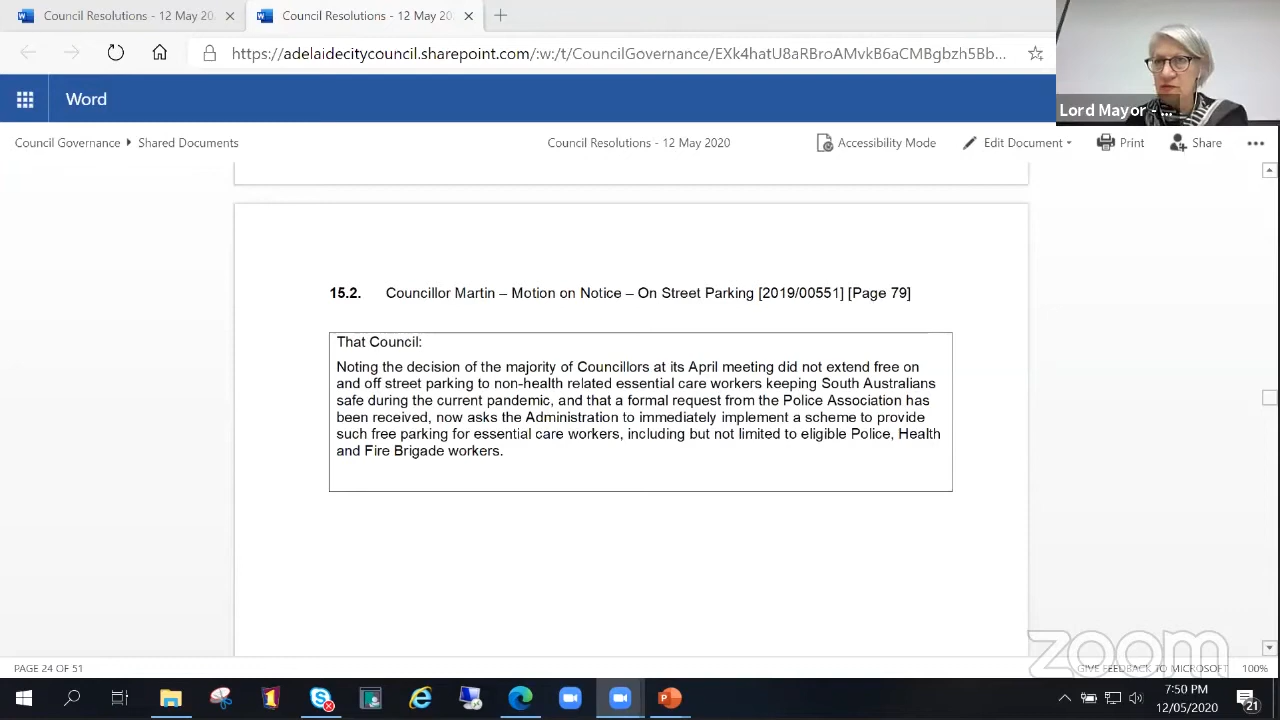 Council Resolutions - 12 May 20.
Council Resolutions - 12 May 202
https://adelaidecitycouncil.sharepoint.com/:w:/t/CouncilGovernance/EXk4hatU8aRBroAMvkB6aCMBgbzh5Bb...
Lord Mayor - ...
Word
Council Governance
Shared Documents
Council Resolutions - 12 May 2020
Accessibility Mode
Edit Document
Print
Share
15.2. Councillor Martin – Motion on Notice – On Street Parking [2019/00551] [Page 79]
That Council:
Noting the decision of the majority of Councillors at its April meeting did not extend free on
and off street parking to non-health related essential care workers keeping South Australians
safe during the current pandemic, and that a formal request from the Police Association has
been received, now asks the Administration to immediately implement a scheme to provide
such free parking for essential care workers, including but not limited to eligible Police, Health
and Fire Brigade workers.
zoom
PAGE 24 OF 51
GIVE FEEDBACK TO MICROSOFT
100%
7:50 PM
12/05/2020
21